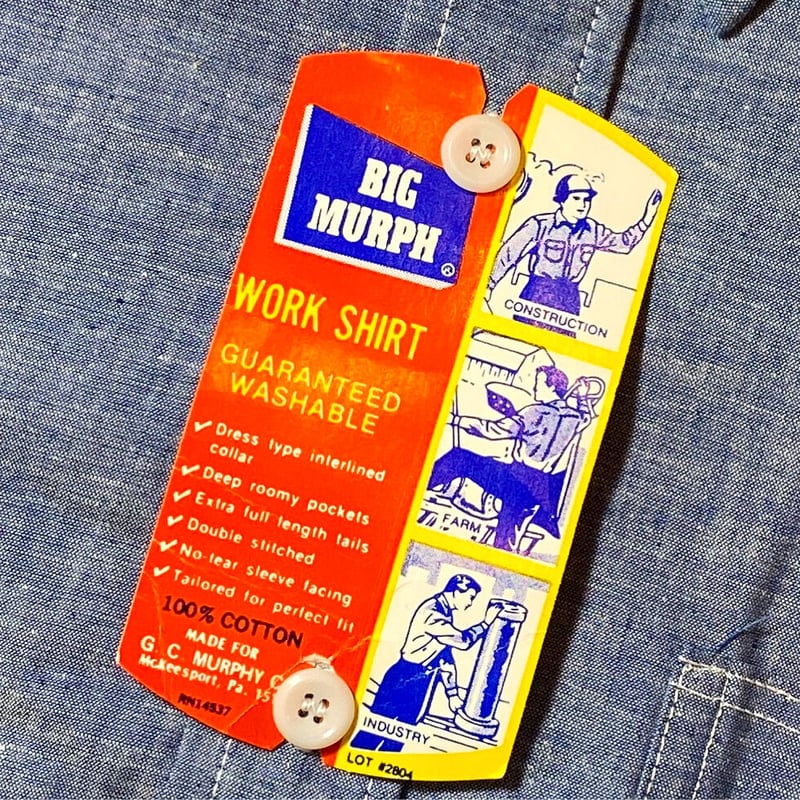 BIG
MURPH
®
WORK SHIRT
GUARANTEED
WASHABLE
✓ Dress type interlined
collar
✓ Deep roomy pockets
✓ Extra full length tails
✓ Double stitched
✓ No-tear sleeve facing
✓ Tailored for perfect fit
100% COTTON
MADE FOR
G. C. MURPHY
McKeesport, Pa.
RN14537
CONSTRUCTION
FARM
INDUSTRY
LOT #2804